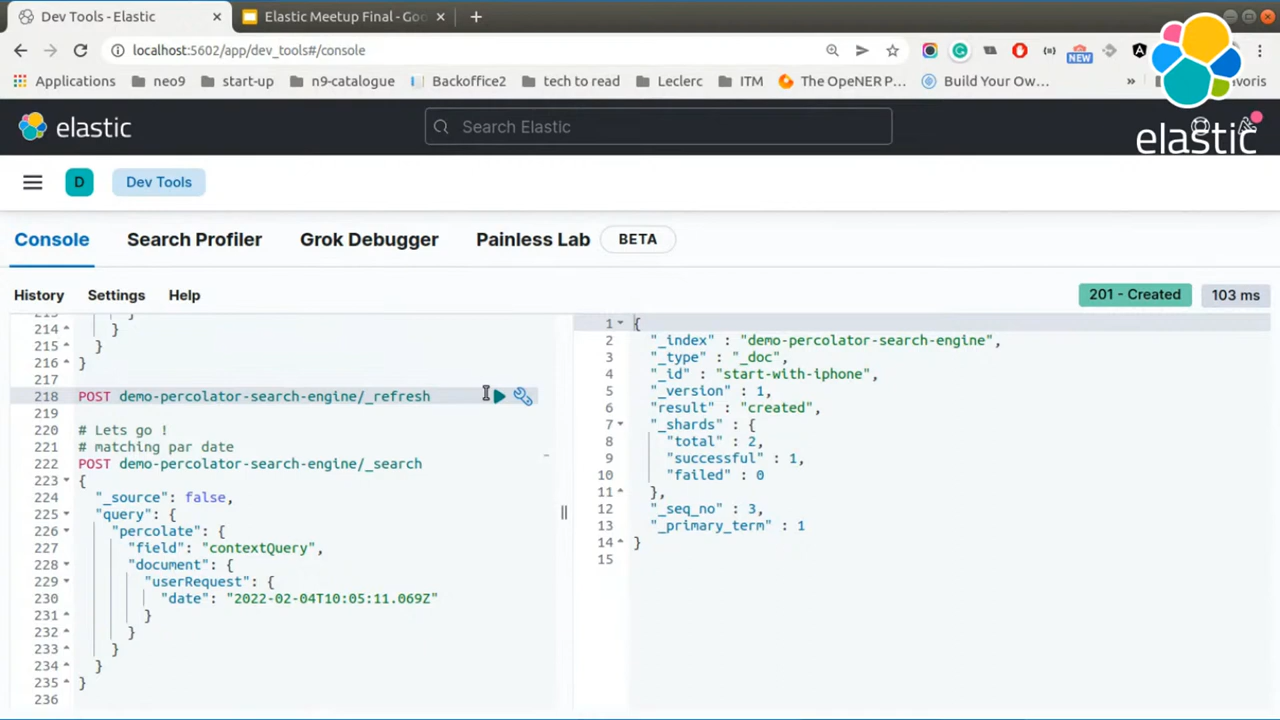 Dev Tools - Elastic
Elastic Meetup Final - Goo
localhost:5602/app/dev_tools#/console
NEW
A
Applications
neo9
start-up
n9-catalogue
Backoffice2
tech to read
Leclerc
ITM
The OpeNER P…
Build Your Ow…
»
voris
elastic
Search Elastic
elastic
D
Dev Tools
Console
Search Profiler
Grok Debugger
Painless Lab
BETA
History
Settings
Help
201 - Created
103 ms
213 }
214 }
215 }
216 }
217
218 POST demo-percolator-search-engine/_refresh
219
220 # Lets go !
221 # matching par date
222 POST demo-percolator-search-engine/_search
223 {
224 "_source": false,
225 "query": {
226 "percolate": {
227 "field": "contextQuery",
228 "document": {
229 "userRequest": {
230 "date": "2022-02-04T10:05:11.069Z"
231 }
232 }
233 }
234 }
235 }
236
1 {
2 "_index" : "demo-percolator-search-engine",
3 "_type" : "_doc",
4 "_id" : "start-with-iphone",
5 "_version" : 1,
6 "result" : "created",
7 "_shards" : {
8 "total" : 2,
9 "successful" : 1,
10 "failed" : 0
11 },
12 "_seq_no" : 3,
13 "_primary_term" : 1
14 }
15